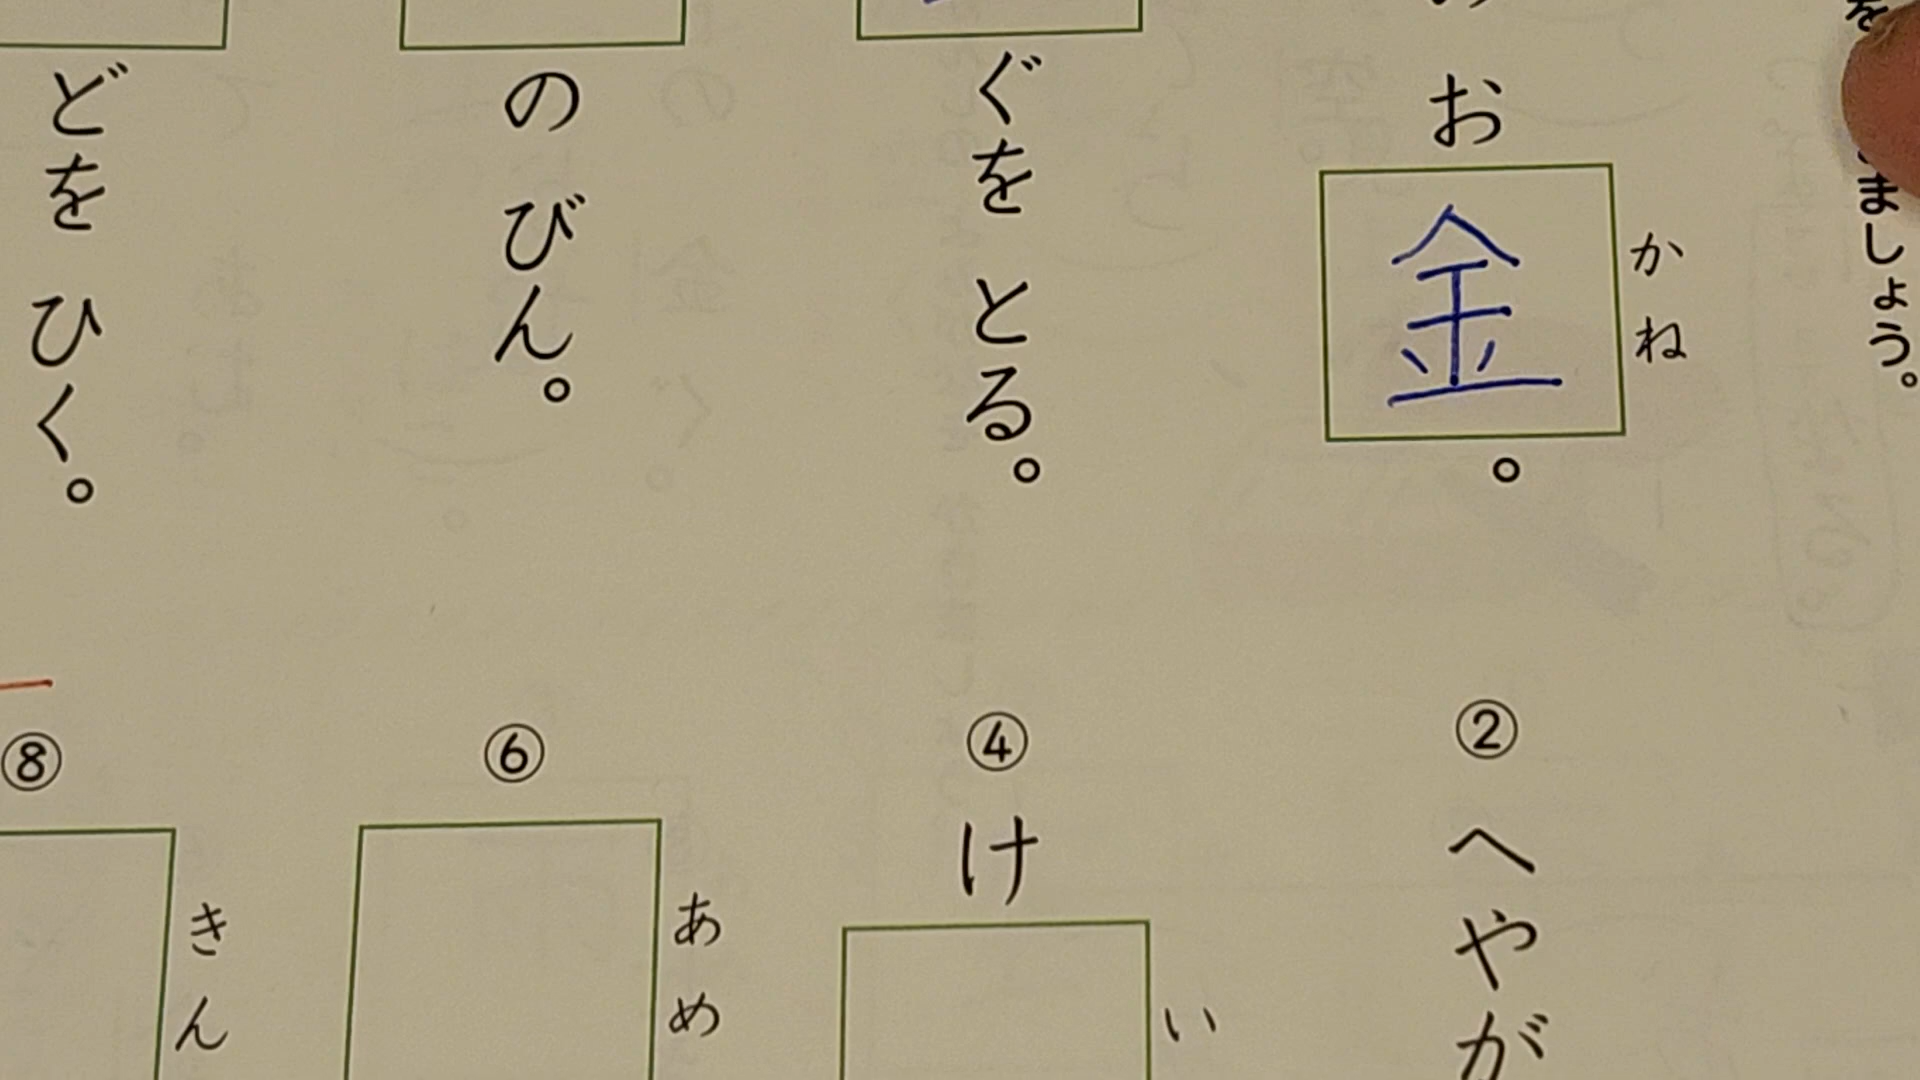 ましょう。
お金。
かね
②へやが
ぐをとる。
④け
い
のびん。
⑥
あめ
どをひく。
⑧
きん